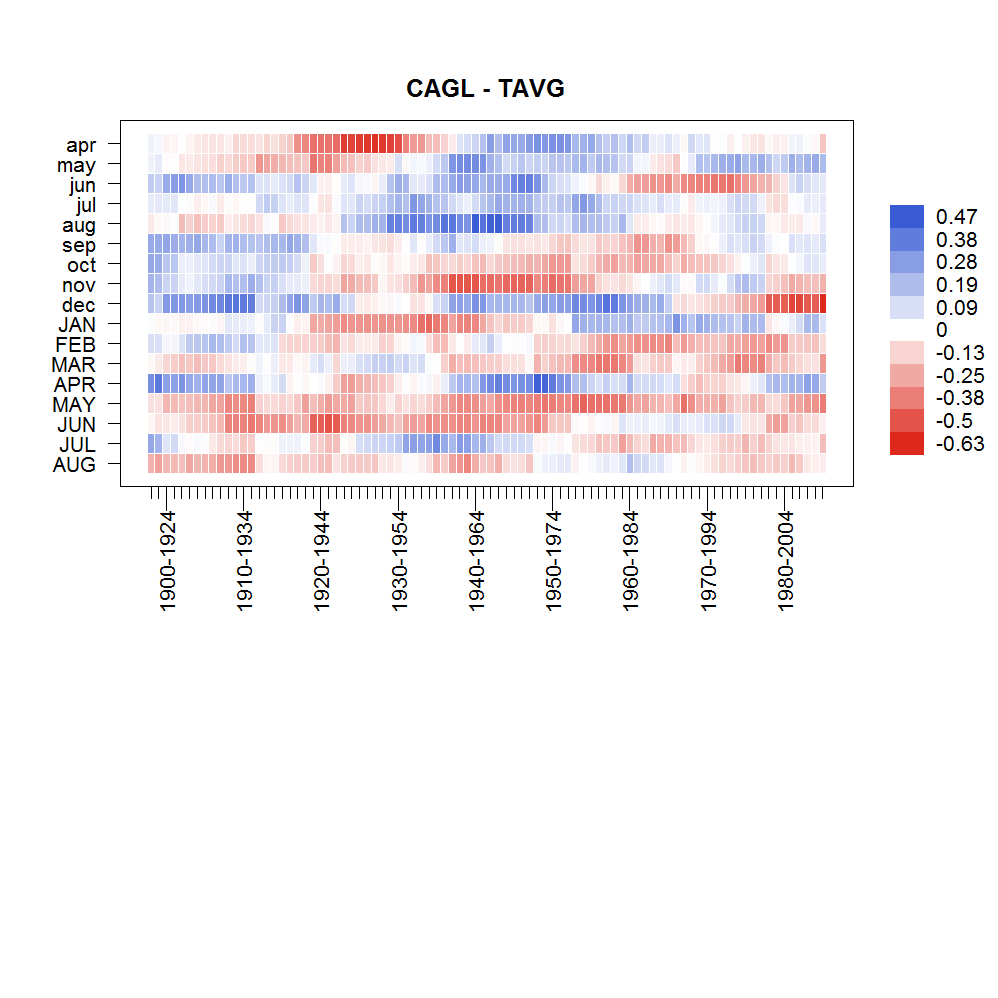 CAGL - TAVG
apr
may
jun
jul
aug
sep
oct
nov
dec
JAN
FEB
MAR
APR
MAY
JUN
JUL
AUG
0.47
0.38
0.28
0.19
0.09
0
-0.13
-0.25
-0.38
-0.5
-0.63
1900-1924
1910-1934
1920-1944
1930-1954
1940-1964
1950-1974
1960-1984
1970-1994
1980-2004